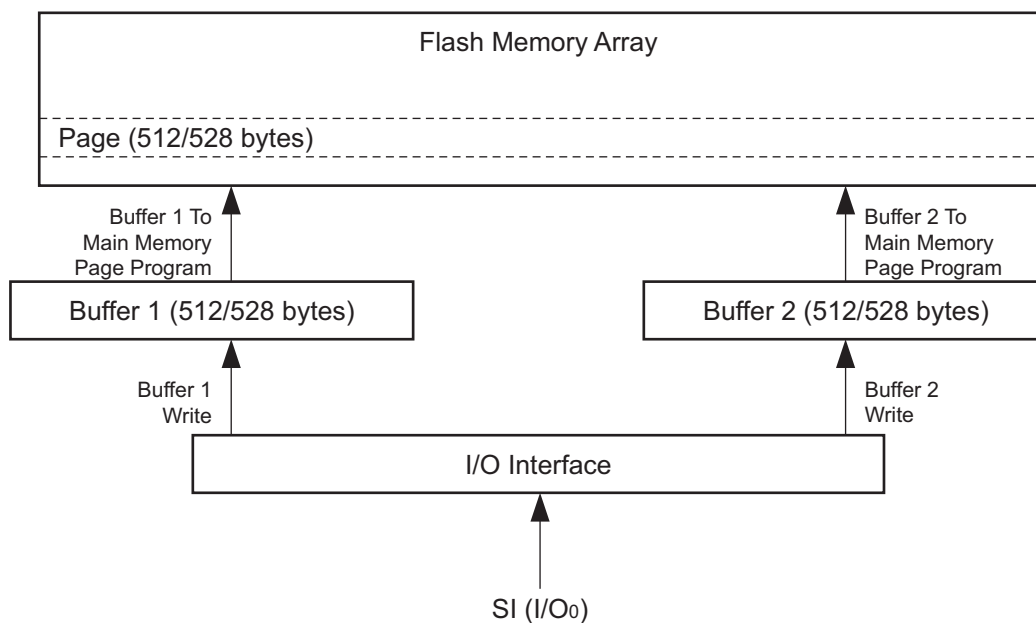 Flash Memory Array
Page (512/528 bytes)
Buffer 1 To
Main Memory
Page Program
Buffer 2 To
Main Memory
Page Program
Buffer 1 (512/528 bytes)
Buffer 2 (512/528 bytes)
Buffer 1
Write
Buffer 2
Write
I/O Interface
SI (I/O0)